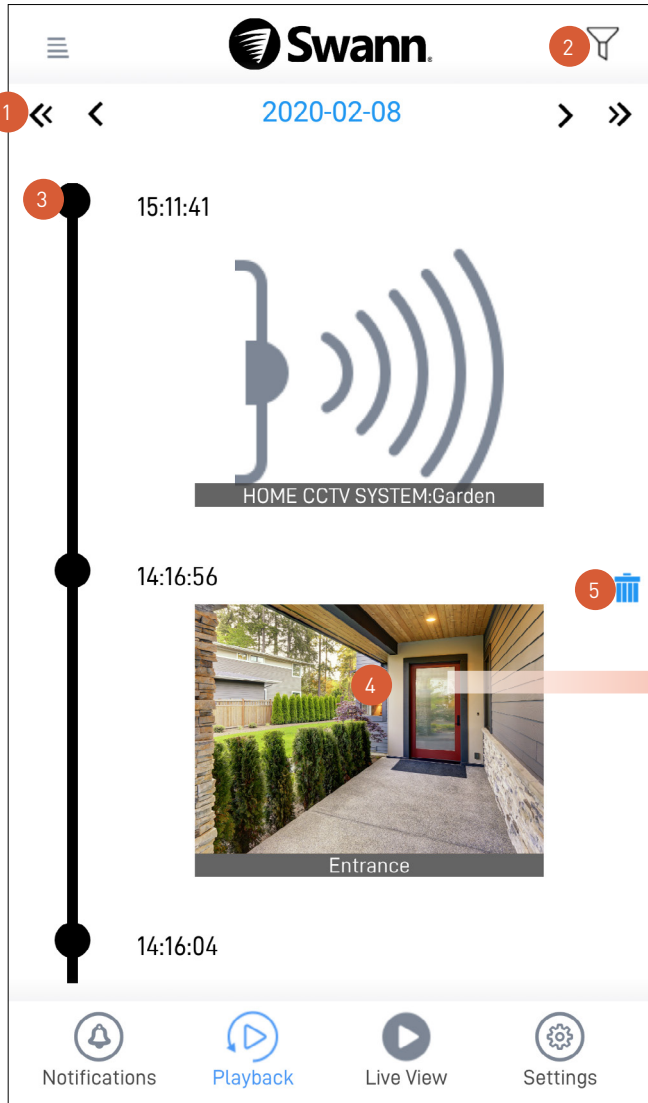 Swann
2
1
2020-02-08
3
15:11:41
HOME CCTV SYSTEM:Garden
14:16:56
5
4
Entrance
14:16:04
Notifications
Playback
Live View
Settings